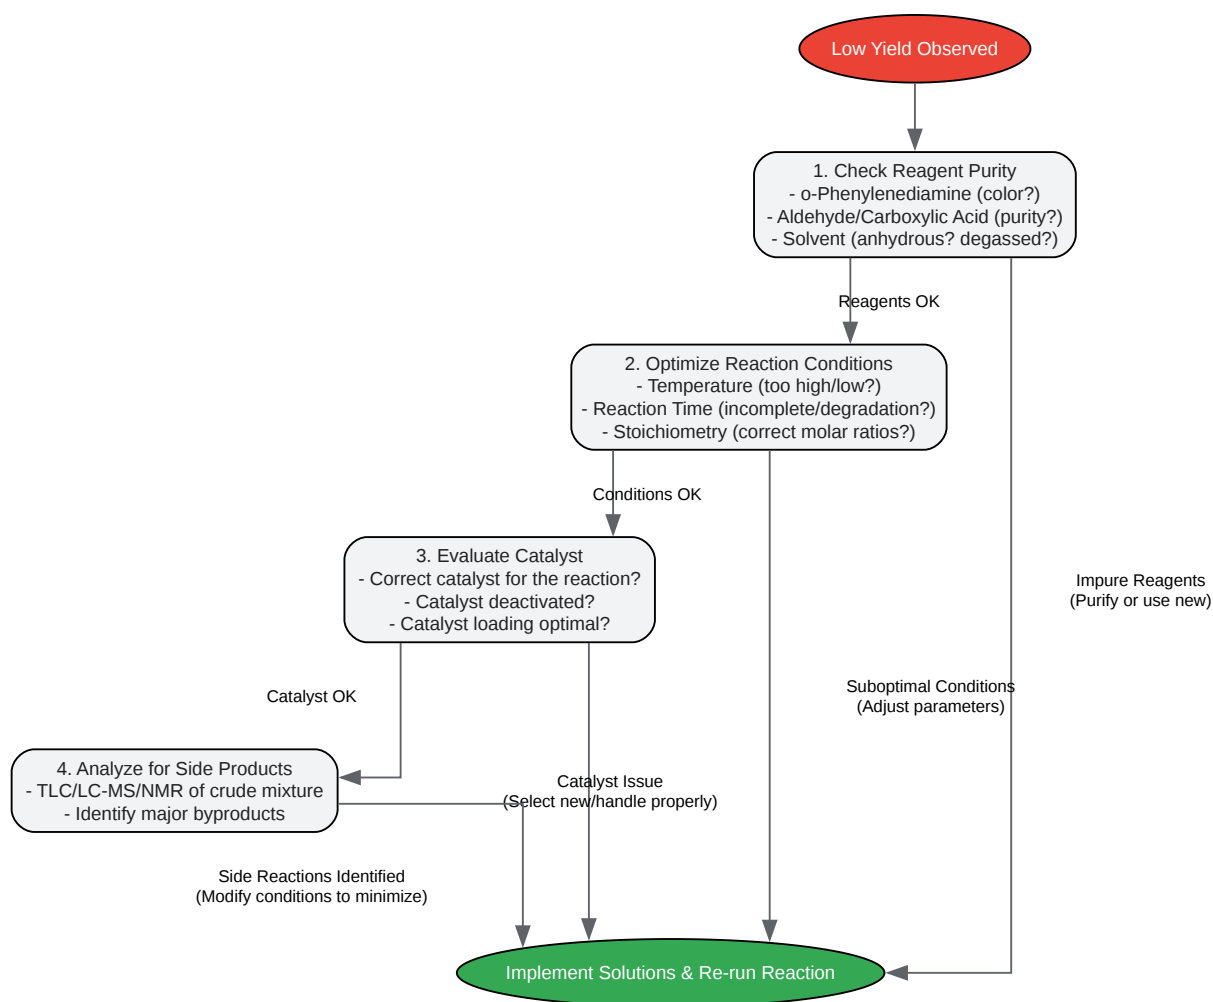 Low Yield Observed
1. Check Reagent Purity
- o-Phenylenediamine (color?)
- Aldehyde/Carboxylic Acid (purity?)
- Solvent (anhydrous? degassed?)
Reagents OK
2. Optimize Reaction Conditions
- Temperature (too high/low?)
- Reaction Time (incomplete/degradation?)
- Stoichiometry (correct molar ratios?)
Conditions OK
3. Evaluate Catalyst
- Correct catalyst for the reaction?
- Catalyst deactivated?
- Catalyst loading optimal?
Impure Reagents
(Purify or use new)
Suboptimal Conditions
(Adjust parameters)
Catalyst OK
4. Analyze for Side Products
- TLC/LC-MS/NMR of crude mixture
- Identify major byproducts
Catalyst Issue
(Select new/handle properly)
Side Reactions Identified
(Modify conditions to minimize)
Implement Solutions & Re-run Reaction